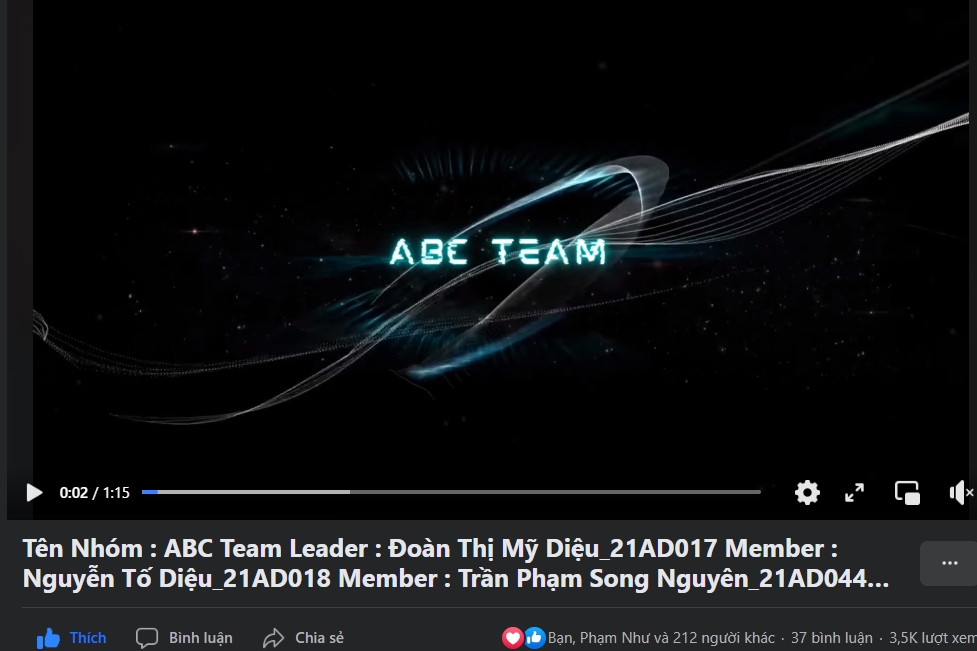 ABC TEAM
0:02 / 1:15
Tên Nhóm : ABC Team Leader : Đoàn Thị Mỹ Diệu_21AD017 Member :
Nguyễn Tố Diệu_21AD018 Member : Trần Phạm Song Nguyên_21AD044...
Thích Bình luận Chia sẻ Bạn, Phạm Như và 212 người khác · 37 bình luận · 3,5K lượt xem